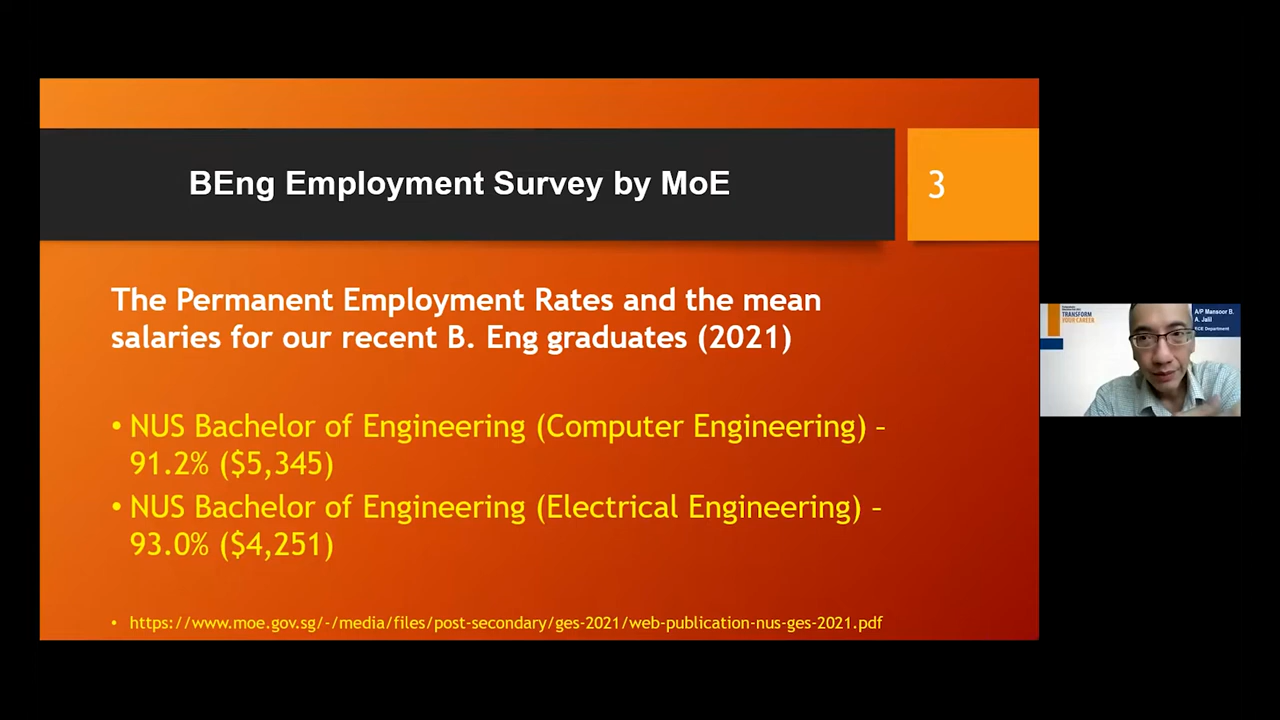 BEng Employment Survey by MoE
3
The Permanent Employment Rates and the mean
salaries for our recent B. Eng graduates (2021)
• NUS Bachelor of Engineering (Computer Engineering) –
91.2% ($5,345)
• NUS Bachelor of Engineering (Electrical Engineering) –
93.0% ($4,251)
• https://www.moe.gov.sg/-/media/files/post-secondary/ges-2021/web-publication-nus-ges-2021.pdf
TRANSFORM
YOUR CAREER
A/P Mansoor B.
A. Jalil
ECE Department